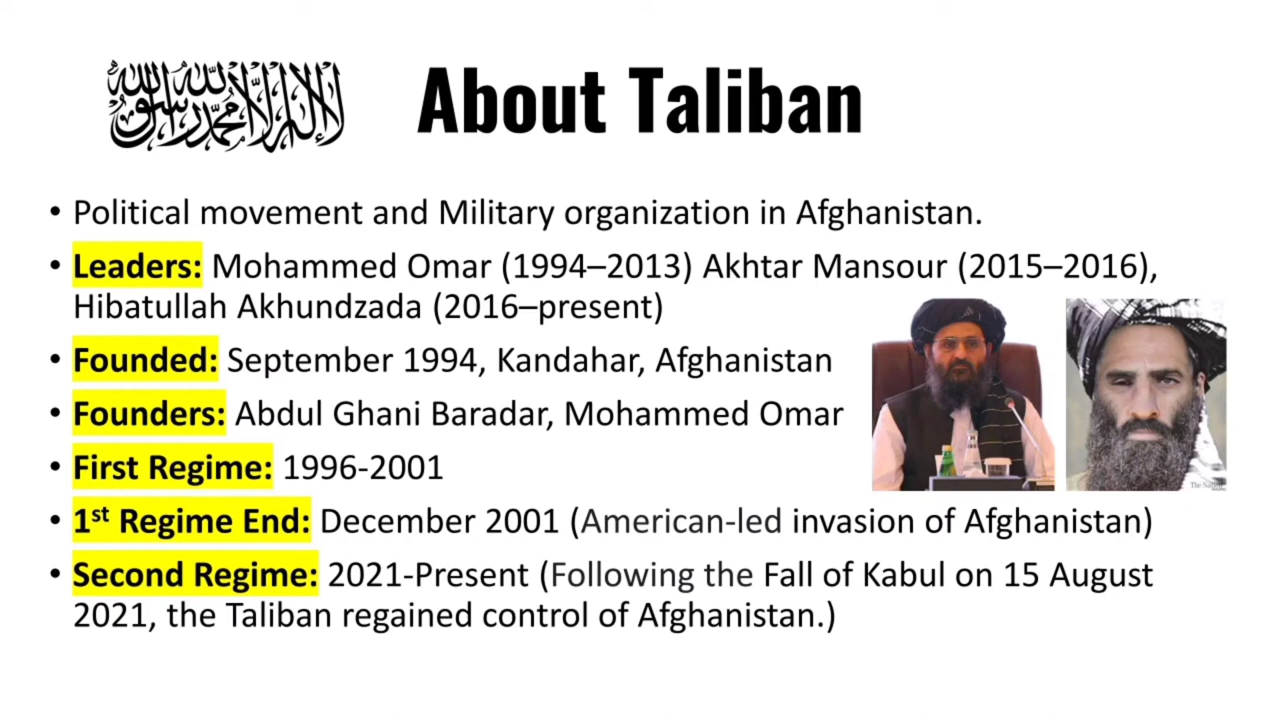 لا إله إلا الله محمد رسول الله
About Taliban
• Political movement and Military organization in Afghanistan.
• Leaders: Mohammed Omar (1994–2013) Akhtar Mansour (2015–2016),
Hibatullah Akhundzada (2016–present)
• Founded: September 1994, Kandahar, Afghanistan
• Founders: Abdul Ghani Baradar, Mohammed Omar
• First Regime: 1996-2001
The Nation
• 1st Regime End: December 2001 (American-led invasion of Afghanistan)
• Second Regime: 2021-Present (Following the Fall of Kabul on 15 August
2021, the Taliban regained control of Afghanistan.)